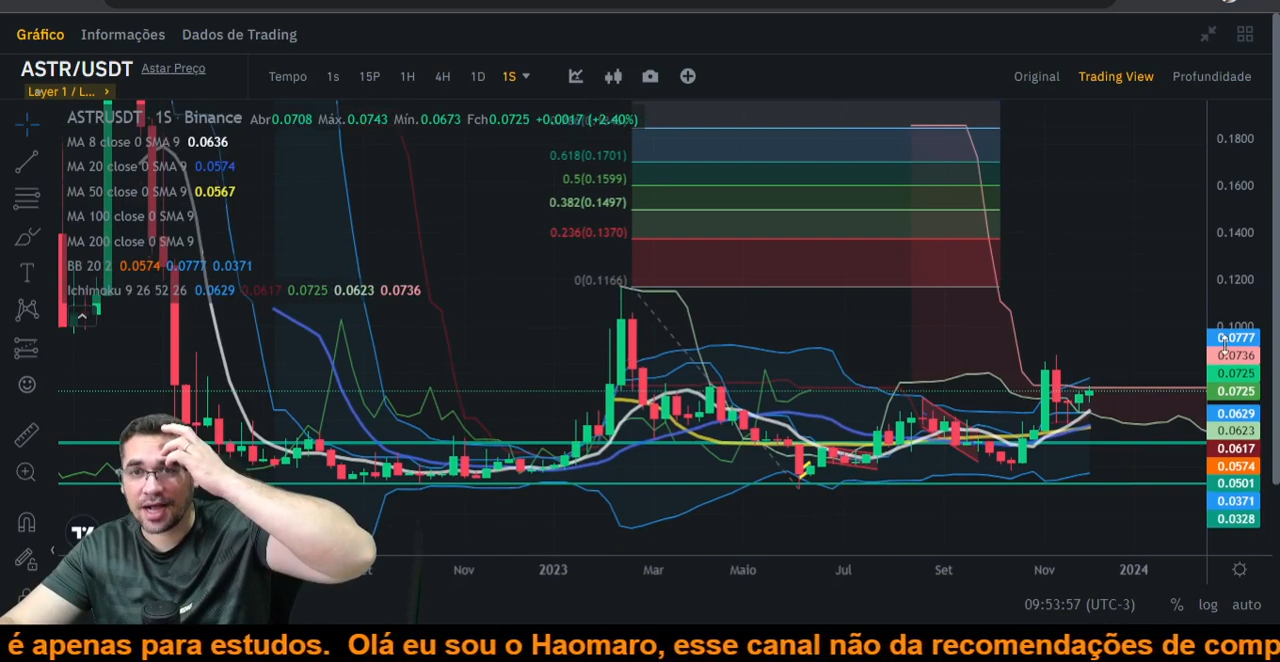 Gráfico Informações Dados de Trading
ASTR/USDT Astar Preço
Layer 1 / L... >
Tempo 1s 15P 1H 4H 1D 1S
Original Trading View Profundidade
ASTRUSDT · 1S · Binance Abr0.0708 Máx.0.0743 Mín.0.0673 Fch0.0725 +0.0017 (+2.40%)
MA 8 close 0 SMA 9 0.0636
MA 20 close 0 SMA 9 0.0574
MA 50 close 0 SMA 9 0.0567
MA 100 close 0 SMA 9
MA 200 close 0 SMA 9
BB 20 2 0.0574 0.0777 0.0371
Ichimoku 9 26 52 26 0.0629 0.0617 0.0725 0.0623 0.0736
0.618(0.1701)
0.5(0.1599)
0.382(0.1497)
0.236(0.1370)
0(0.1166)
0.1800
0.1600
0.1400
0.1200
0.1000
0.0777
0.0736
0.0725
0.0725
0.0629
0.0623
0.0617
0.0574
0.0501
0.0371
0.0328
Nov 2023 Mar Maio Jul Set Nov 2024
09:53:57 (UTC-3) % log auto
é apenas para estudos. Olá eu sou o Haomaro, esse canal não da recomendações de comp